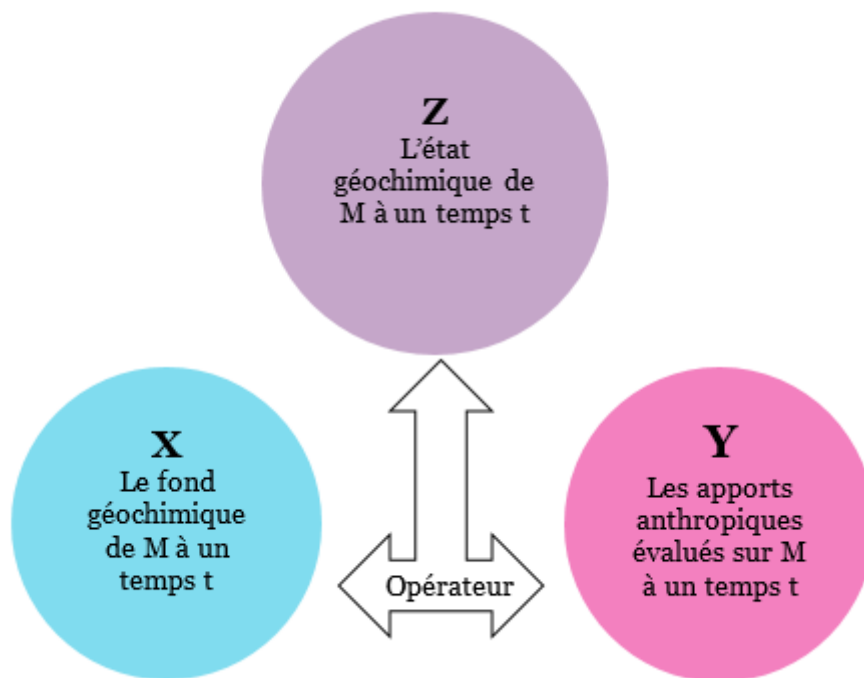 Z
L'état
géochimique de
M à un temps t
X
Le fond
géochimique
de M à un
temps t
Opérateur
Y
Les apports
anthropiques
évalués sur M
à un temps t